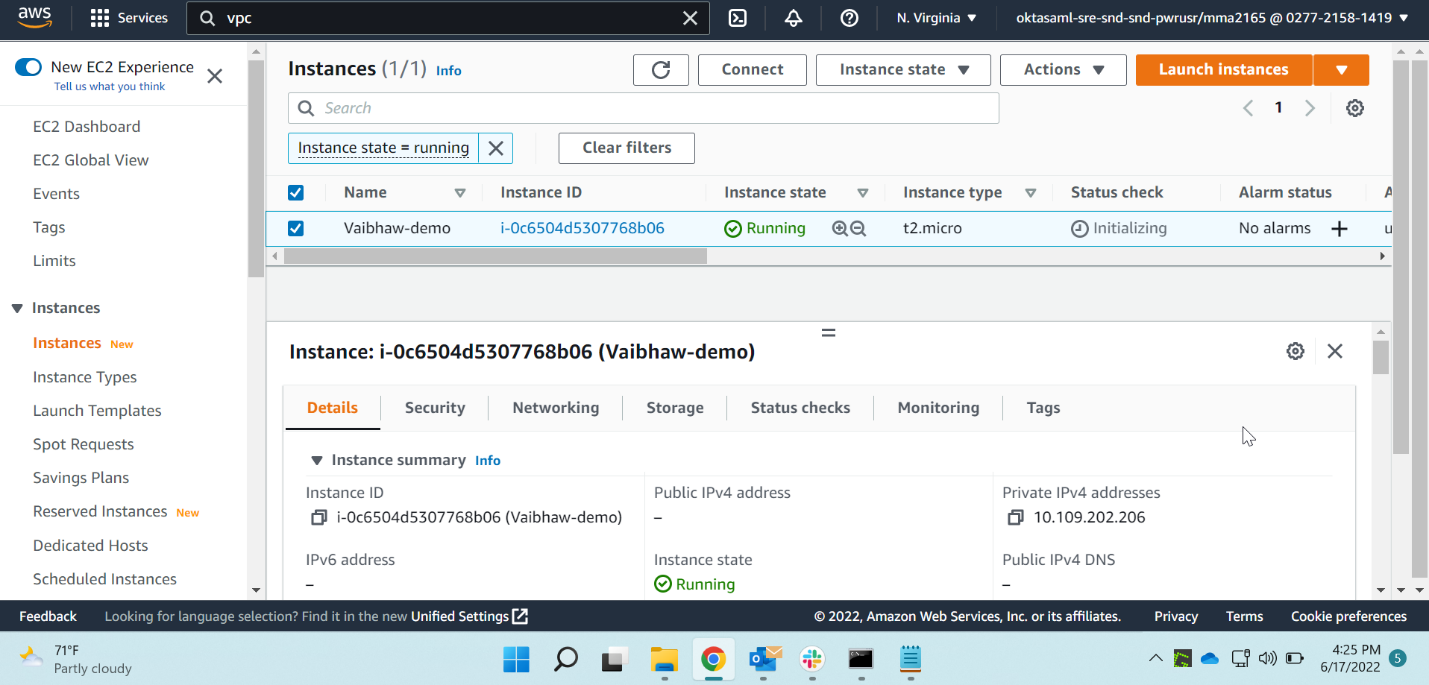 aws
Services
vpc
N. Virginia
oktasaml-sre-snd-snd-pwrusr/mma2165 @ 0277-2158-1419
New EC2 Experience
Tell us what you think
EC2 Dashboard
EC2 Global View
Events
Tags
Limits
Instances
Instances New
Instance Types
Launch Templates
Spot Requests
Savings Plans
Reserved Instances New
Dedicated Hosts
Scheduled Instances
Instances (1/1) Info
Connect
Instance state
Actions
Launch instances
Search
1
Instance state = running
Clear filters
Name Instance ID Instance state Instance type Status check Alarm status A
Vaibhaw-demo i-0c6504d5307768b06 Running t2.micro Initializing No alarms + u
Instance: i-0c6504d5307768b06 (Vaibhaw-demo)
Details Security Networking Storage Status checks Monitoring Tags
Instance summary Info
Instance ID
i-0c6504d5307768b06 (Vaibhaw-demo)
Public IPv4 address
–
Private IPv4 addresses
10.109.202.206
IPv6 address
–
Instance state
Running
Public IPv4 DNS
–
Feedback
Looking for language selection? Find it in the new Unified Settings
© 2022, Amazon Web Services, Inc. or its affiliates.
Privacy
Terms
Cookie preferences
71°F
Partly cloudy
4:25 PM
6/17/2022
5